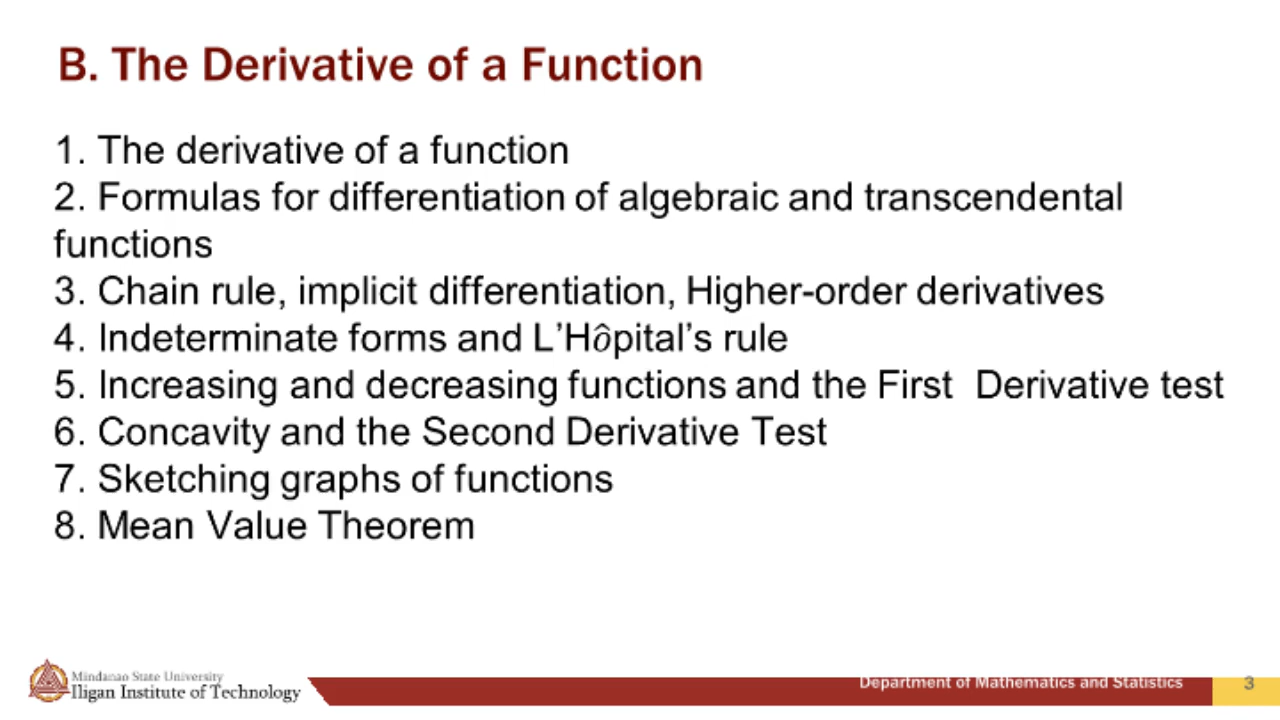 B. The Derivative of a Function
1. The derivative of a function
2. Formulas for differentiation of algebraic and transcendental
functions
3. Chain rule, implicit differentiation, Higher-order derivatives
4. Indeterminate forms and L’Hôpital’s rule
5. Increasing and decreasing functions and the First  Derivative test
6. Concavity and the Second Derivative Test
7. Sketching graphs of functions
8. Mean Value Theorem
Mindanao State University
Iligan Institute of Technology
Department of Mathematics and Statistics
3